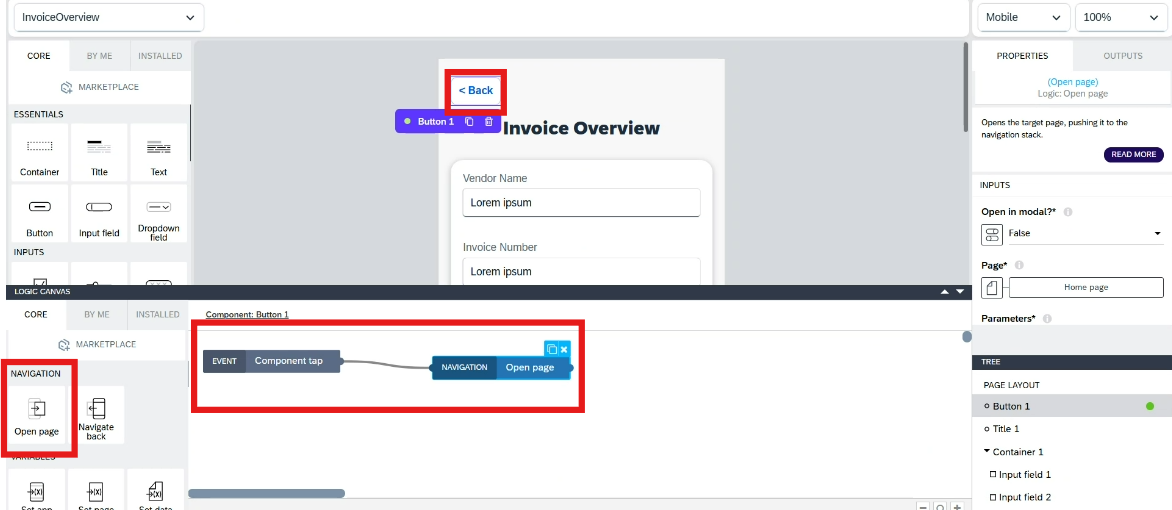 InvoiceOverview
Mobile
100%
CORE
BY ME
INSTALLED
MARKETPLACE
ESSENTIALS
Container
Title
Text
Button
Input field
Dropdown
field
INPUTS
< Back
Button 1
Invoice Overview
Vendor Name
Lorem ipsum
Invoice Number
Lorem ipsum
PROPERTIES
OUTPUTS
(Open page)
Logic: Open page
Opens the target page, pushing it to the
navigation stack.
READ MORE
INPUTS
Open in modal?*
False
Page*
Home page
Parameters*
LOGIC CANVAS
CORE
BY ME
INSTALLED
MARKETPLACE
NAVIGATION
Open page
Navigate
back
VARIABLES
Set app
Set page
Set data
Component: Button 1
EVENT
Component tap
NAVIGATION
Open page
TREE
PAGE LAYOUT
Button 1
Title 1
Container 1
Input field 1
Input field 2